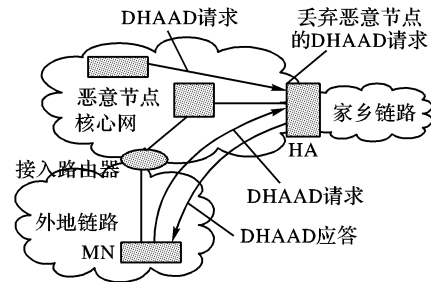 DHAAD请求
丢弃恶意节点
的DHAAD请求
恶意节点
核心网
家乡链路
HA
接入路由器
DHAAD请求
外地链路
DHAAD应答
MN